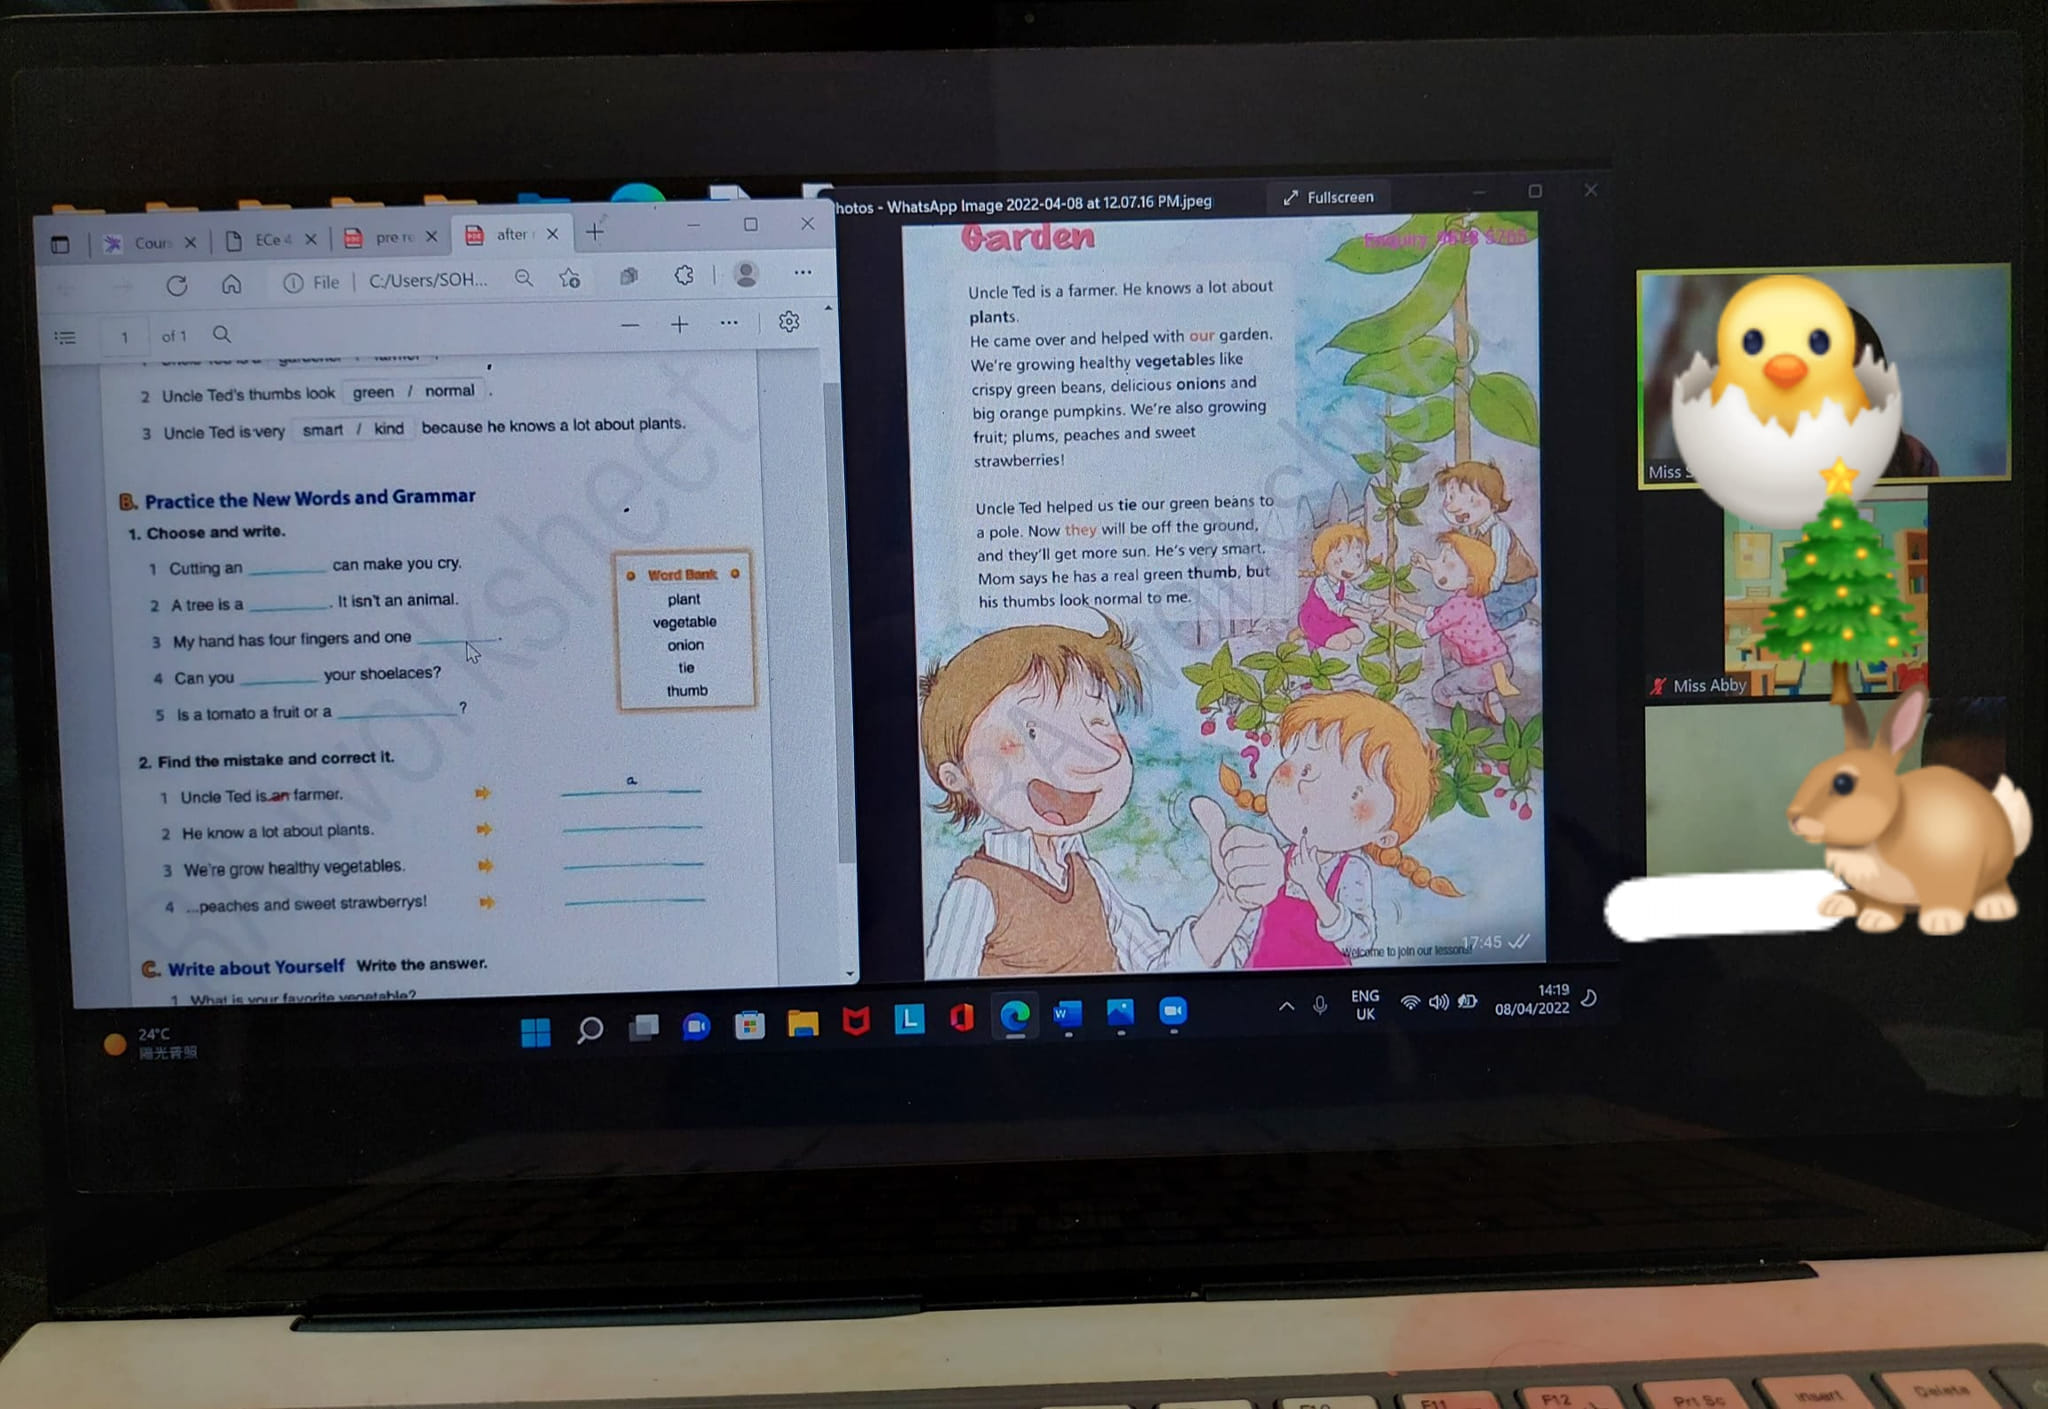 Cours
ECe 4
pre re
after
File
C:/Users/SOH...
1 of 1
2 Uncle Ted's thumbs look green / normal .
3 Uncle Ted is very smart / kind because he knows a lot about plants.
B. Practice the New Words and Grammar
1. Choose and write.
1 Cutting an ________ can make you cry.
2 A tree is a ________. It isn't an animal.
3 My hand has four fingers and one ________.
4 Can you ________ your shoelaces?
5 Is a tomato a fruit or a ____________?
Word Bank
plant
vegetable
onion
tie
thumb
2. Find the mistake and correct it.
1 Uncle Ted is an farmer. a
2 He know a lot about plants.
3 We're grow healthy vegetables.
4 ...peaches and sweet strawberrys!
C. Write about Yourself Write the answer.
1 What is your favorite vegetable?
hotos - WhatsApp Image 2022-04-08 at 12.07.16 PM.jpeg
Fullscreen
Garden
Enquiry
Uncle Ted is a farmer. He knows a lot about
plants.
He came over and helped with our garden.
We're growing healthy vegetables like
crispy green beans, delicious onions and
big orange pumpkins. We're also growing
fruit; plums, peaches and sweet
strawberries!
Uncle Ted helped us tie our green beans to
a pole. Now they will be off the ground,
and they'll get more sun. He's very smart.
Mom says he has a real green thumb, but
his thumbs look normal to me.
?
Welcome to join our lessons!
17:45
BA worksheet
BA worksheet
Miss
Miss Abby
24°C
陽光普照
ENG
UK
14:19
08/04/2022
F10
F11
F12
Prt Sc
Insert
Delete